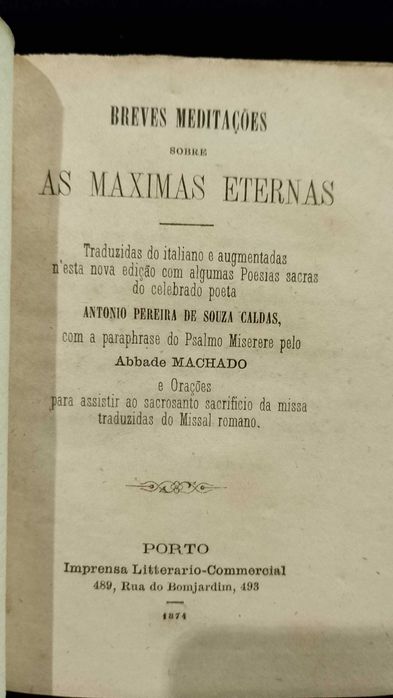 BREVES MEDITAÇÕES
SOBRE
AS MAXIMAS ETERNAS
Traduzidas do italiano e augmentadas
n'esta nova edição com algumas Poesias sacras
do celebrado poeta
ANTONIO PEREIRA DE SOUZA CALDAS,
com a paraphrase do Psalmo Miserere pelo
Abbade MACHADO
e Orações
para assistir ao sacrosanto sacrificio da missa
traduzidas do Missal romano.
PORTO
Imprensa Litterario-Commercial
489, Rua do Bomjardim, 493
1874